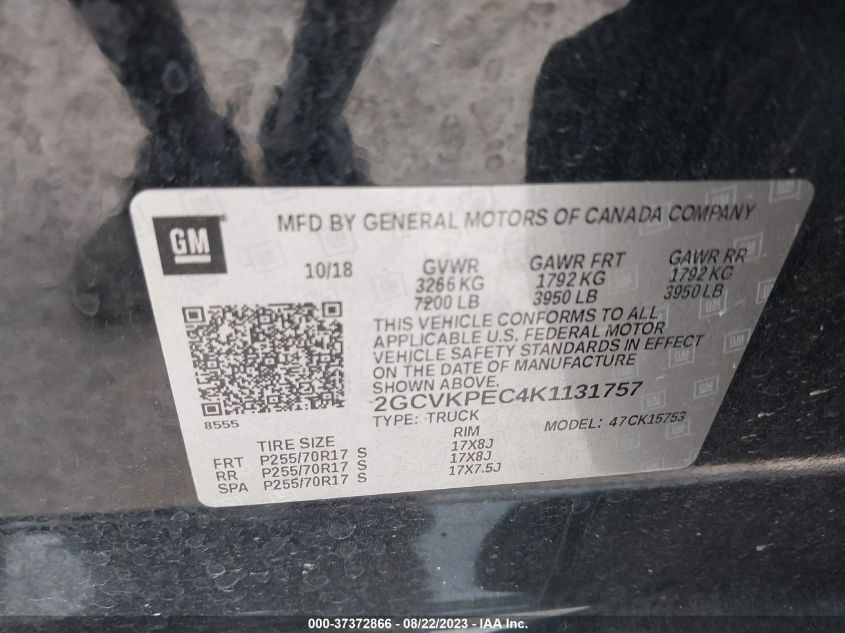 GM
MFD BY GENERAL MOTORS OF CANADA COMPANY
10/18 GVWR GAWR FRT GAWR RR
3266 KG 1792 KG 1792 KG
7200 LB 3950 LB 3950 LB
THIS VEHICLE CONFORMS TO ALL
APPLICABLE U.S. FEDERAL MOTOR
VEHICLE SAFETY STANDARDS IN EFFECT
ON THE DATE OF MANUFACTURE
SHOWN ABOVE.
2GCVKPEC4K1131757
8555 TYPE: TRUCK MODEL: 47CK15753
TIRE SIZE RIM
FRT P255/70R17 S 17X8J
RR P255/70R17 S 17X8J
SPA P255/70R17 S 17X7.5J
000-37372866 - 08/22/2023 - IAA Inc.